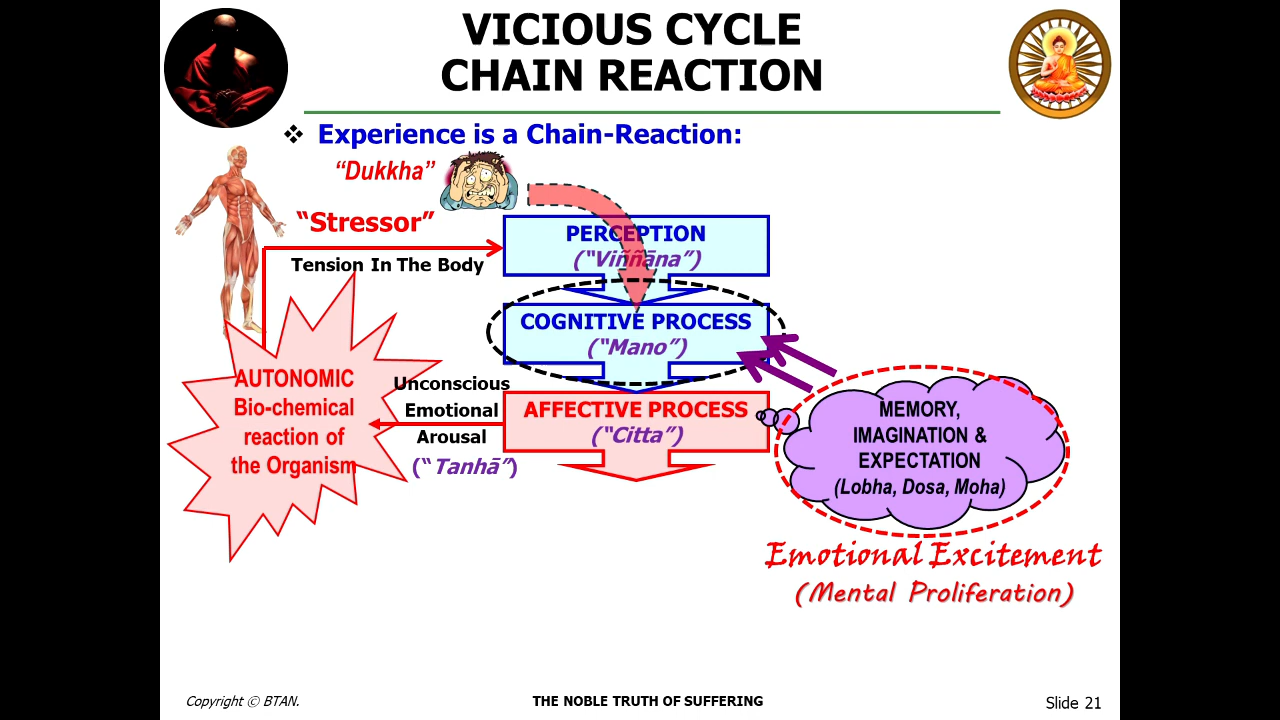 VICIOUS CYCLE
CHAIN REACTION
❖ Experience is a Chain-Reaction:
“Dukkha”
“Stressor”
Tension In The Body
PERCEPTION
(“Viññāna”)
COGNITIVE PROCESS
(“Mano”)
AUTONOMIC
Bio-chemical
reaction of
the Organism
Unconscious
Emotional
Arousal
(“Tanhā”)
AFFECTIVE PROCESS
(“Citta”)
MEMORY,
IMAGINATION &
EXPECTATION
(Lobha, Dosa, Moha)
Emotional Excitement
(Mental Proliferation)
Copyright © BTAN.
THE NOBLE TRUTH OF SUFFERING
Slide 21